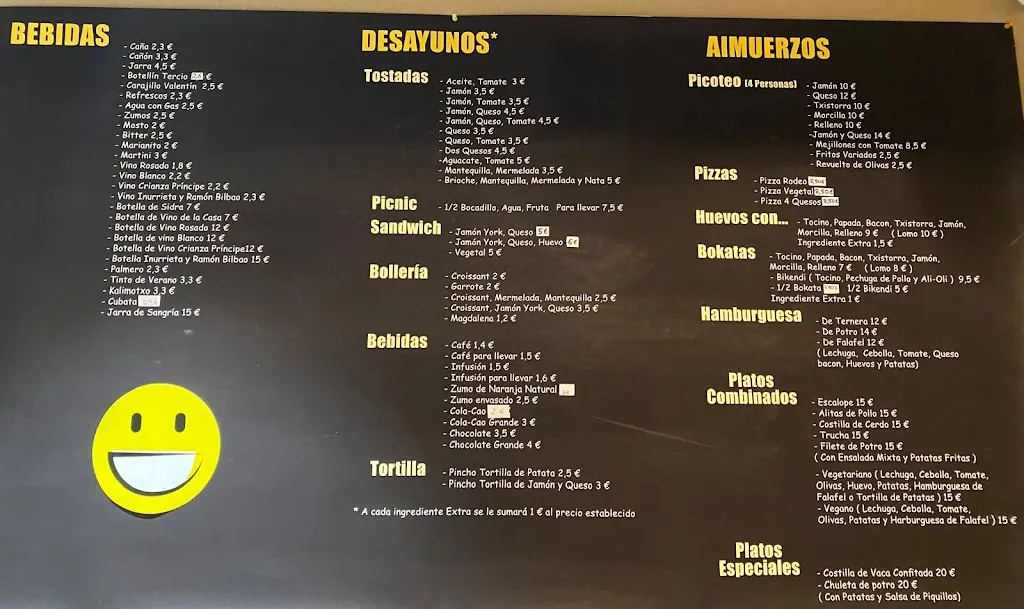 BEBIDAS
- Caña 2,3 €
- Cañón 3,3 €
- Jarra 4,5 €
- Botellín Tercio €
- Carajillo Valentín 2,5 €
- Refrescos 2,3 €
- Agua con Gas 2,5 €
- Zumos 2,5 €
- Mosto 2 €
- Bitter 2,5 €
- Marianito 2 €
- Martini 3 €
- Vino Rosado 1,8 €
- Vino Blanco 2,2 €
- Vino Crianza Príncipe 2,2 €
- Vino Inurrieta y Ramón Bilbao 2,3 €
- Botella de Sidra 7 €
- Botella de Vino de la Casa 7 €
- Botella de Vino Rosado 12 €
- Botella de vino Blanco 12 €
- Botella de Vino Crianza Príncipe12 €
- Botella Inurrieta y Ramón Bilbao 15 €
- Palmero 2,3 €
- Tinto de Verano 3,3 €
- Kalimotxo 3,3 €
- Cubata
- Jarra de Sangría 15 €
DESAYUNOS*
Tostadas
- Aceite, Tomate 3 €
- Jamón 3,5 €
- Jamón, Tomate 3,5 €
- Jamón, Queso 4,5 €
- Jamón, Queso, Tomate 4,5 €
- Queso 3,5 €
- Queso, Tomate 3,5 €
- Dos Quesos 4,5 €
-Aguacate, Tomate 5 €
- Mantequilla, Mermelada 3,5 €
- Brioche, Mantequilla, Mermelada y Nata 5 €
Picnic
- 1/2 Bocadillo, Agua, Fruta Para llevar 7,5 €
Sandwich
- Jamón York, Queso 5€
- Jamón York, Queso, Huevo 6€
- Vegetal 5 €
Bollería
- Croissant 2 €
- Garrote 2 €
- Croissant, Mermelada, Mantequilla 2,5 €
- Croissant, Jamón York, Queso 3,5 €
- Magdalena 1,2 €
Bebidas
- Café 1,4 €
- Café para llevar 1,5 €
- Infusión 1,5 €
- Infusión para llevar 1,6 €
- Zumo de Naranja Natural
- Zumo envasado 2,5 €
- Cola-Cao 2 €
- Cola-Cao Grande 3 €
- Chocolate 3,5 €
- Chocolate Grande 4 €
Tortilla
- Pincho Tortilla de Patata 2,5 €
- Pincho Tortilla de Jamón y Queso 3 €
* A cada ingrediente Extra se le sumará 1 € al precio establecido
AlMUERZOS
Picoteo (4 Personas)
- Jamón 10 €
- Queso 12 €
- Txistorra 10 €
- Morcilla 10 €
- Relleno 10 €
-Jamón y Queso 14 €
- Mejillones con Tomate 8,5 €
- Fritos Variados 2,5 €
- Revuelto de Olivas 2,5 €
Pizzas
- Pizza Rodeo 9,50€
- Pizza Vegetal 9,50€
- Pizza 4 Quesos 9,50€
Huevos con...
- Tocino, Papada, Bacon, Txistorra, Jamón,
Morcilla, Relleno 9 € ( Lomo 10 € )
Ingrediente Extra 1,5 €
Bokatas
- Tocino, Papada, Bacon, Txistorra, Jamón,
Morcilla, Relleno 7 € ( Lomo 8 € )
- Bikendi ( Tocino, Pechuga de Pollo y Ali-Oli ) 9,5 €
- 1/2 Bokata 1/2 Bikendi 5 €
Ingrediente Extra 1 €
Hamburguesa
- De Ternera 12 €
- De Potro 14 €
- De Falafel 12 €
( Lechuga, Cebolla, Tomate, Queso
bacon, Huevos y Patatas)
Platos
Combinados
- Escalope 15 €
- Alitas de Pollo 15 €
- Costilla de Cerdo 15 €
- Trucha 15 €
- Filete de Potro 15 €
( Con Ensalada Mixta y Patatas Fritas )
- Vegetariano ( Lechuga, Cebolla, Tomate,
Olivas, Huevo, Patatas, Hamburguesa de
Falafel o Tortilla de Patatas ) 15 €
- Vegano ( Lechuga, Cebolla, Tomate,
Olivas, Patatas y Harburguesa de Falafel ) 15 €
Platos
Especiales
- Costilla de Vaca Confitada 20 €
- Chuleta de potro 20 €
( Con Patatas y Salsa de Piquillos)